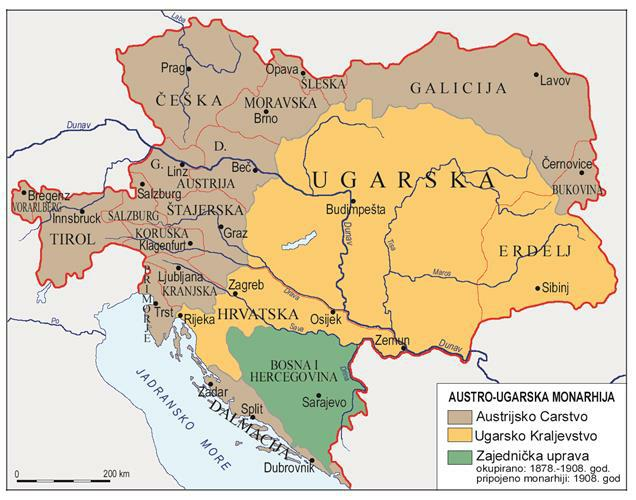 Laba
Prag
Opava
ŠLESKA
ČEŠKA
MORAVSKA
Brno
GALICIJA
Lavov
Dunav
D.
G.
Linz
Beč
AUSTRIJA
UGARSKA
Černovice
BUKOVINA
Bregenz
VORARLBERG
Salzburg
Innsbruck
SALZBURG
ŠTAJERSKA
Budimpešta
TIROL
KORUŠKA
Klagenfurt
Graz
Dunav
Tisa
ERDELJ
Maros
Sibinj
Ljubljana
KRANJSKA
PRIMORJE
Trst
Zagreb
Drava
Rijeka
HRVATSKA
Osijek
Sava
Zemun
Dunav
Po
BOSNA I
HERCEGOVINA
Drina
Zadar
Sarajevo
Split
DALMACIJA
Dubrovnik
JADRANSKO MORE
0 200 km
AUSTRO-UGARSKA MONARHIJA
Austrijsko Carstvo
Ugarsko Kraljevstvo
Zajednička uprava
okupirano: 1878.-1908. god.
pripojeno monarhiji: 1908. god